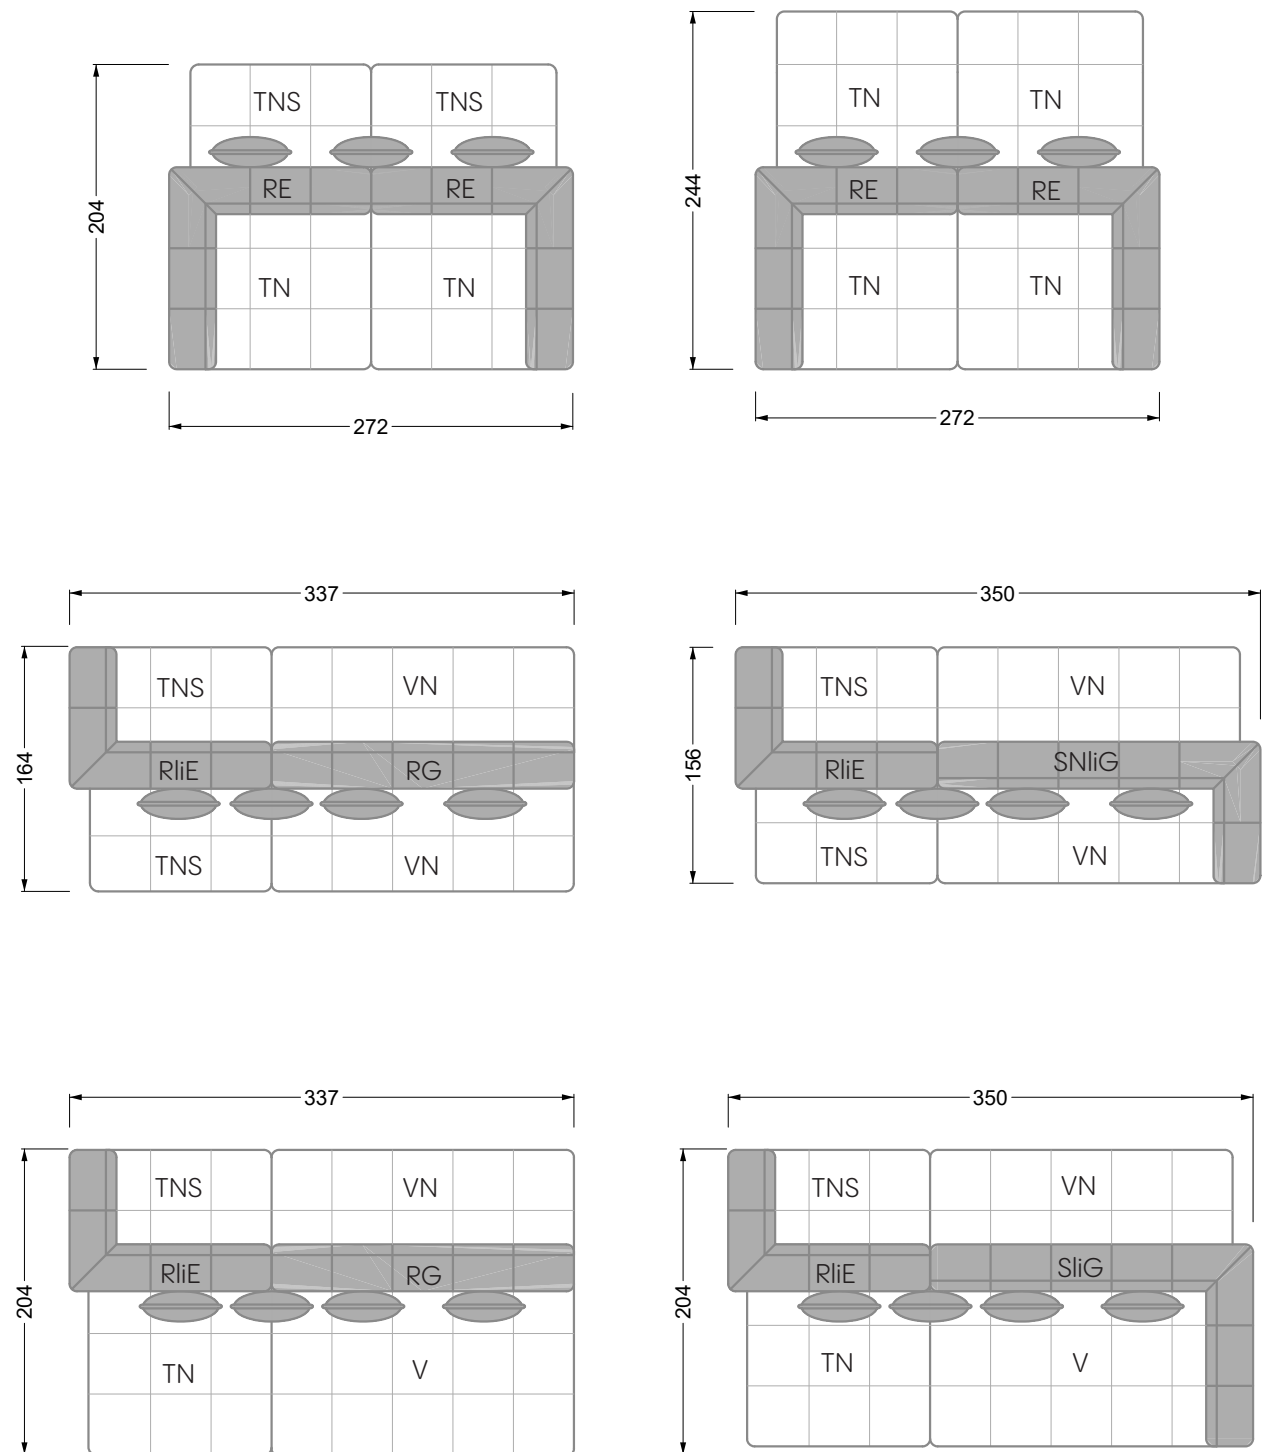 TNS TNS
RE RE
TN TN
204
272
TN TN
RE RE
TN TN
244
272
337
TNS VN
164
RliE RG
TNS VN
350
TNS VN
156
RliE SNliG
TNS VN
337
TNS VN
RliE RG
204
TN V
350
TNS VN
RliE SliG
204
TN V